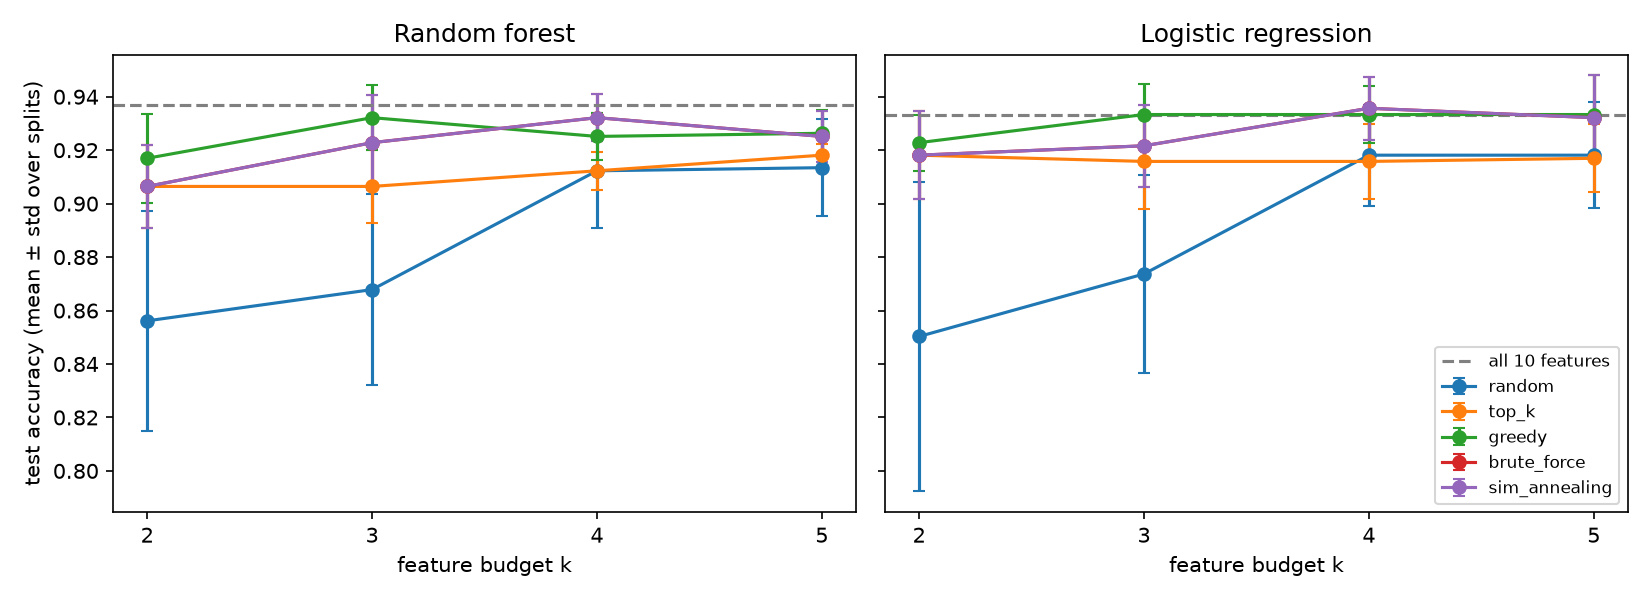 Random forest
Logistic regression
test accuracy (mean ± std over splits)
0.94
0.92
0.90
0.88
0.86
0.84
0.82
0.80
2 3 4 5
feature budget k
2 3 4 5
feature budget k
all 10 features
random
top_k
greedy
brute_force
sim_annealing